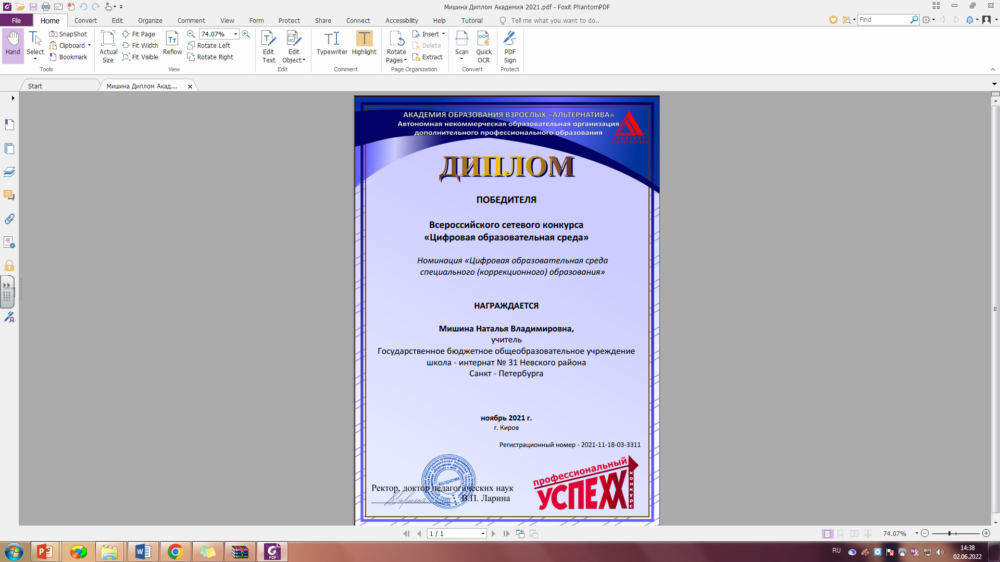 Мишина Диплом Академия 2021.pdf - Foxit PhantomPDF
File Home Convert Edit Organize Comment View Form Protect Share Connect Accessibility Help Tutorial Tell me what you want to do.. Find
Hand
Select
SnapShot
Clipboard
Bookmark
Tools
Actual Size
Fit Page
Fit Width
Fit Visible
Reflow
74.07%
Rotate Left
Rotate Right
View
Edit Text
Edit Object
Edit
Typewriter
Highlight
Comment
Rotate Pages
Insert
Delete
Extract
Page Organization
Scan
Quick OCR
Convert
PDF Sign
Protect
Start
Мишина Диплом Акад...
АКАДЕМИЯ ОБРАЗОВАНИЯ ВЗРОСЛЫХ «АЛЬТЕРНАТИВА»
Автономная некоммерческая образовательная организация
дополнительного профессионального образования
АКАДЕМИЯ
АЛЬТЕРНАТИВА
ДИПЛОМ
ПОБЕДИТЕЛЯ
Всероссийского сетевого конкурса
«Цифровая образовательная среда»
Номинация «Цифровая образовательная среда
специального (коррекционного) образования»
НАГРАЖДАЕТСЯ
Мишина Наталья Владимировна,
учитель
Государственное бюджетное общеобразовательное учреждение
школа - интернат № 31 Невского района
Санкт - Петербурга
ноябрь 2021 г.
г. Киров
Регистрационный номер - 2021-11-18-03-3311
Альтернатива
Ректор, доктор педагогических наук
В.П. Ларина
профессиональный
УСПЕХ
КОНКУРС
1 / 1
74.07%
RU
14:38
02.06.2022